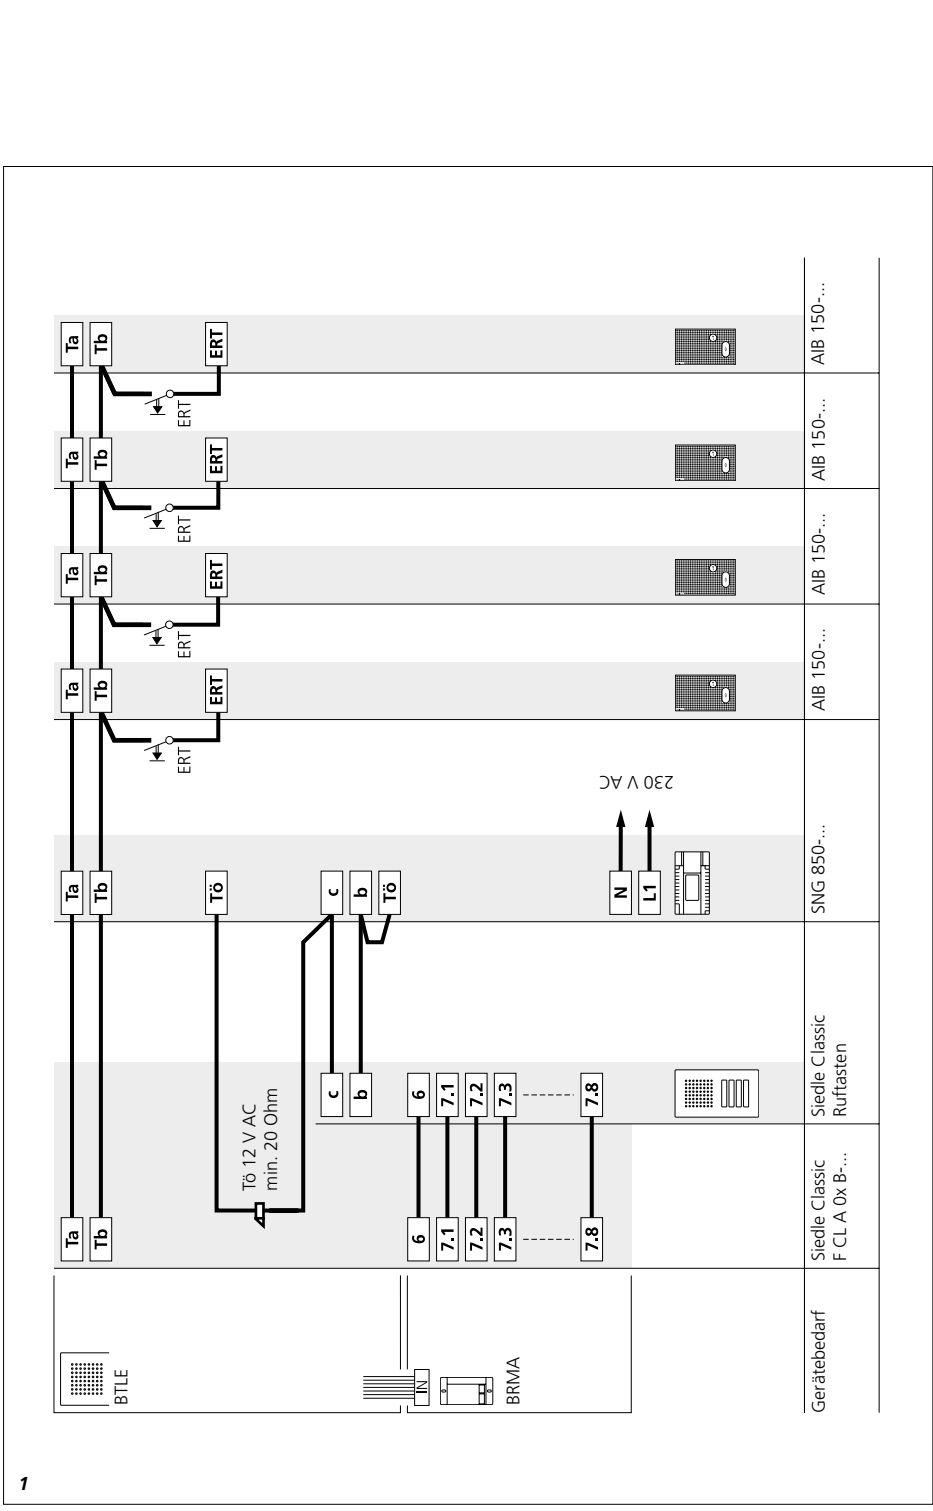 1
Ta Ta Ta Ta Ta Ta
Tb Tb Tb Tb Tb Tb
BTLE
ERT ERT ERT ERT
Tö ERT ERT ERT ERT
Tö 12 V AC
min. 20 Ohm
c c
b b
Tö
IN
6 6
7.1 7.1
7.2 7.2
7.3 7.3
BRMA
7.8 7.8
N
230 V AC
L1
Gerätebedarf
Siedle Classic
F CL A 0x B-...
Siedle Classic
Ruftasten
SNG 850-...
AIB 150-...
AIB 150-...
AIB 150-...
AIB 150-...